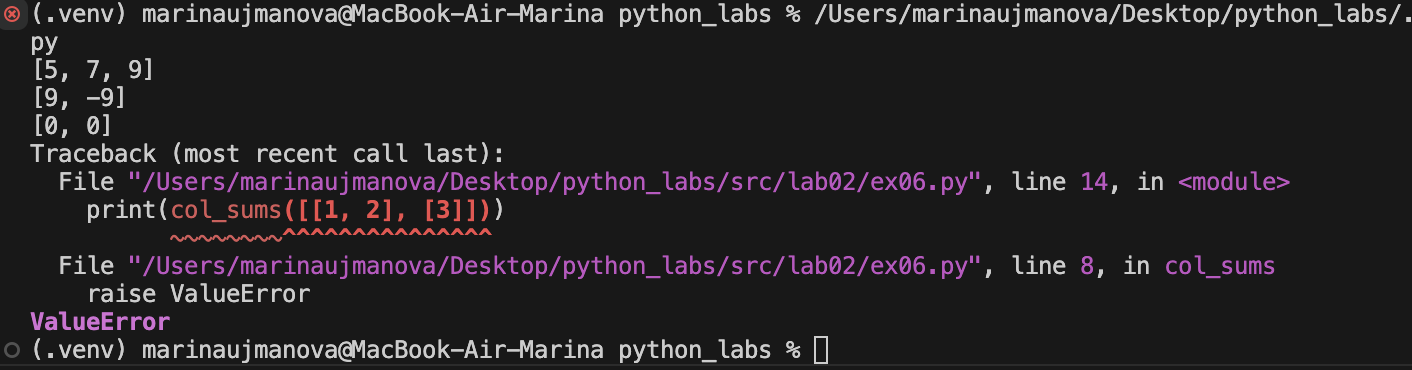 (.venv) marinaujmanova@MacBook-Air-Marina python_labs % /Users/marinaujmanova/Desktop/python_labs/.
py
[5, 7, 9]
[9, -9]
[0, 0]
Traceback (most recent call last):
  File "/Users/marinaujmanova/Desktop/python_labs/src/lab02/ex06.py", line 14, in <module>
    print(col_sums([[1, 2], [3]]))
          ~~~~~~~~^^^^^^^^^^^^^^^
  File "/Users/marinaujmanova/Desktop/python_labs/src/lab02/ex06.py", line 8, in col_sums
    raise ValueError
ValueError
(.venv) marinaujmanova@MacBook-Air-Marina python_labs %